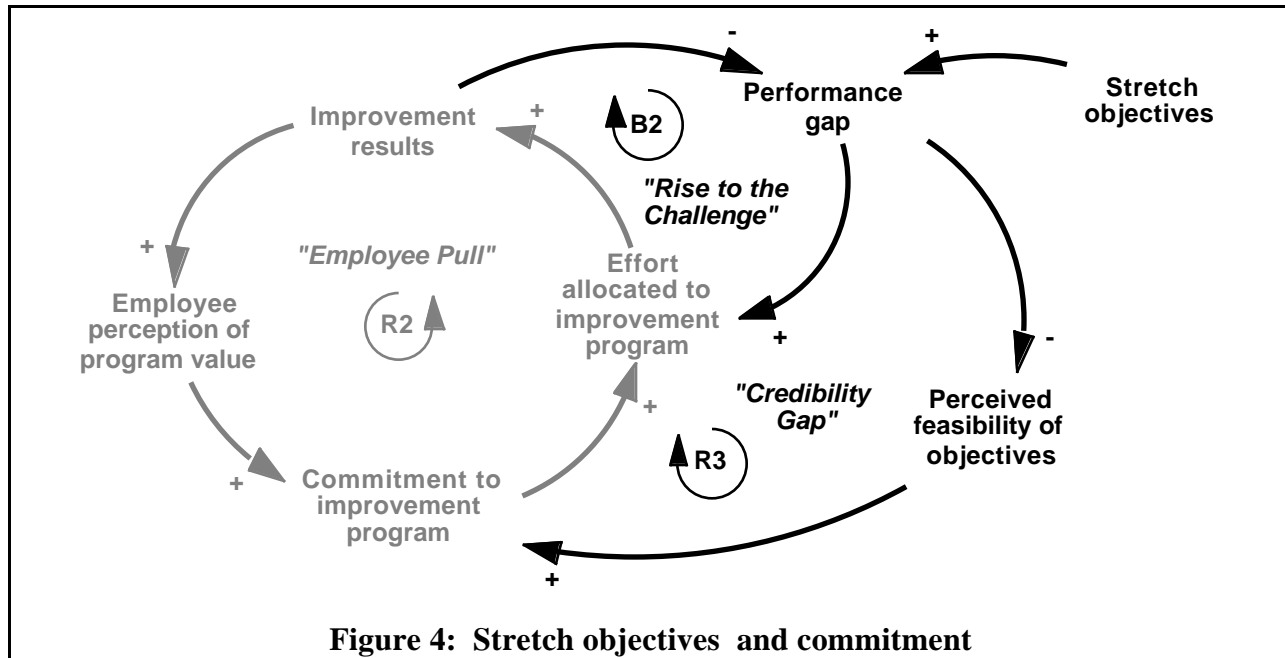 -
+
Performance
gap
Stretch
objectives
Improvement
results
+
+
B2
"Rise to the
Challenge"
"Employee Pull"
R2
Employee
perception of
program value
+
Effort
allocated to
improvement
program
+
-
"Credibility
Gap"
R3
Perceived
feasibility of
objectives
+
Commitment to
improvement
program
+
+
Figure 4: Stretch objectives and commitment